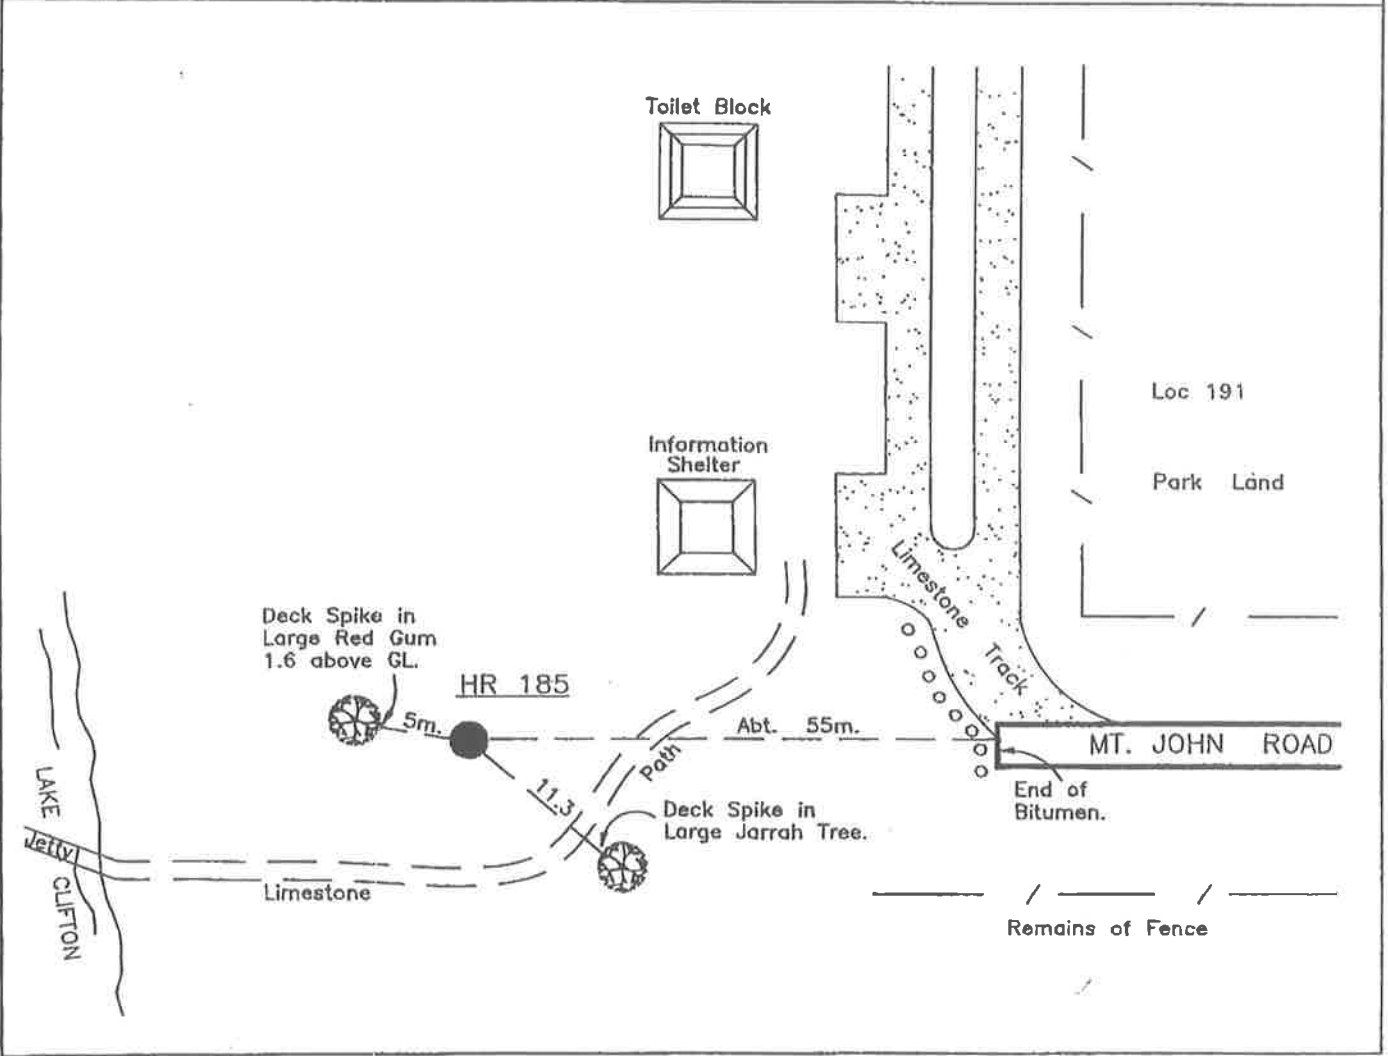 Toilet Block
Loc 191
Information
Shelter
Park Land
Limestone
Track
Deck Spike in
Large Red Gum
1.6 above GL.
HR 185
5m.
Abt. 55m.
MT. JOHN ROAD
Path
11.3
End of
Bitumen.
Deck Spike in
Large Jarrah Tree.
LAKE
CLIFTON
Jetty
Limestone
Remains of Fence